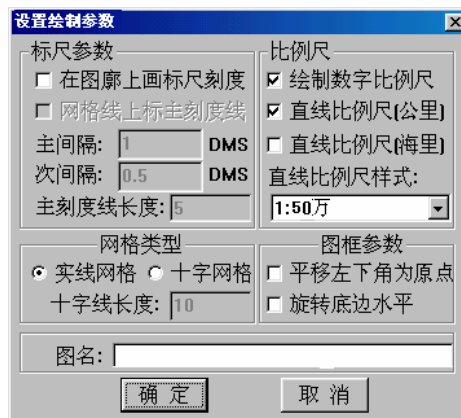 设置绘制参数
标尺参数
在图廓上画标尺刻度
网格线上标主刻度线
主间隔: 1 DMS
次间隔: 0.5 DMS
主刻度线长度: 5
比例尺
绘制数字比例尺
直线比例尺(公里)
直线比例尺(海里)
直线比例尺样式:
1:50万
网格类型
实线网格 十字网格
十字线长度: 10
图框参数
平移左下角为原点
旋转底边水平
图名:
确 定 取 消